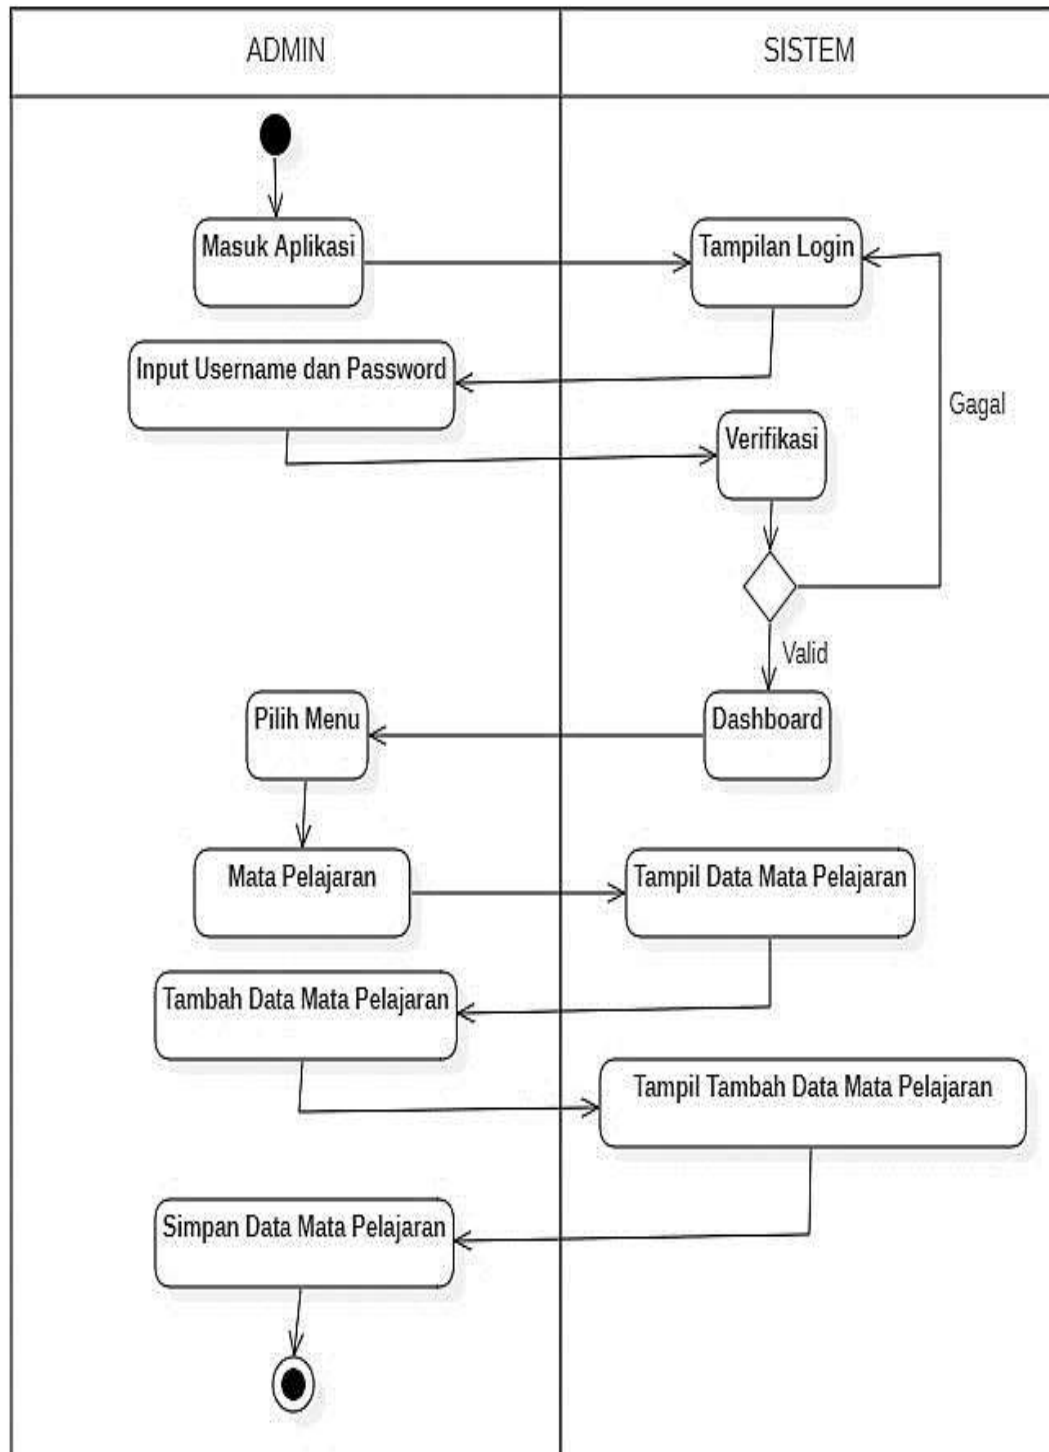 ADMIN
SISTEM
Masuk Aplikasi
Tampilan Login
Input Username dan Password
Gagal
Verifikasi
Valid
Pilih Menu
Dashboard
Mata Pelajaran
Tampil Data Mata Pelajaran
Tambah Data Mata Pelajaran
Tampil Tambah Data Mata Pelajaran
Simpan Data Mata Pelajaran